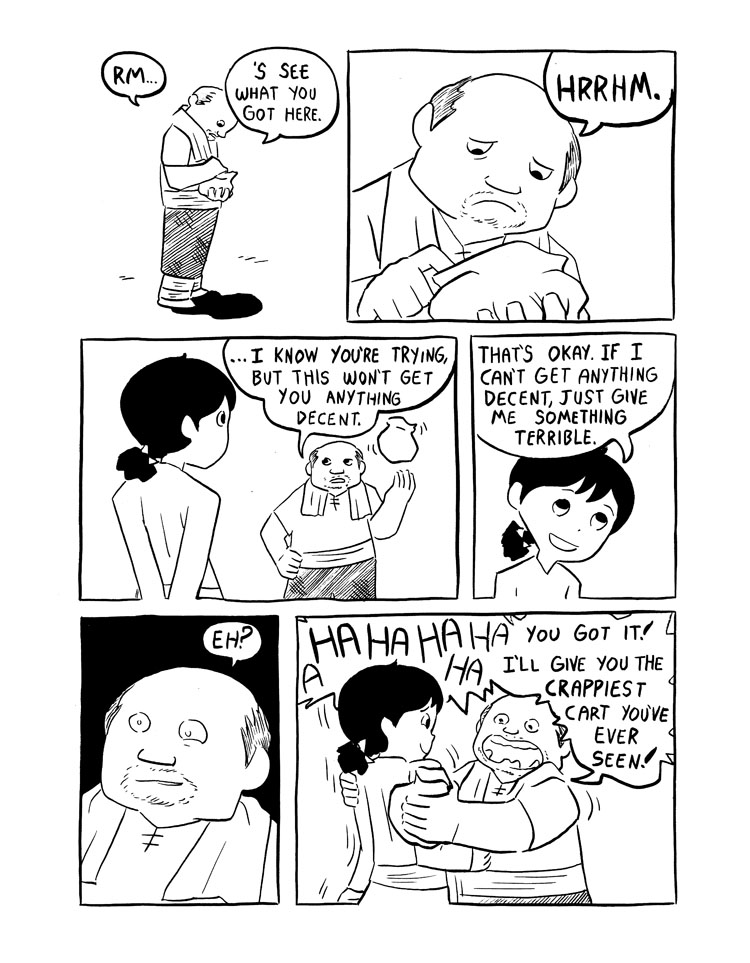 RM...
'S SEE
WHAT YOU
GOT HERE.
HRRHM.
...I KNOW YOU'RE TRYING,
BUT THIS WON'T GET
YOU ANYTHING
DECENT.
THAT'S OKAY. IF I
CAN'T GET ANYTHING
DECENT, JUST GIVE
ME SOMETHING
TERRIBLE.
EH?
HA HA HA HA
A HA
YOU GOT IT!
I'LL GIVE YOU THE
CRAPPIEST
CART YOU'VE
EVER
SEEN!